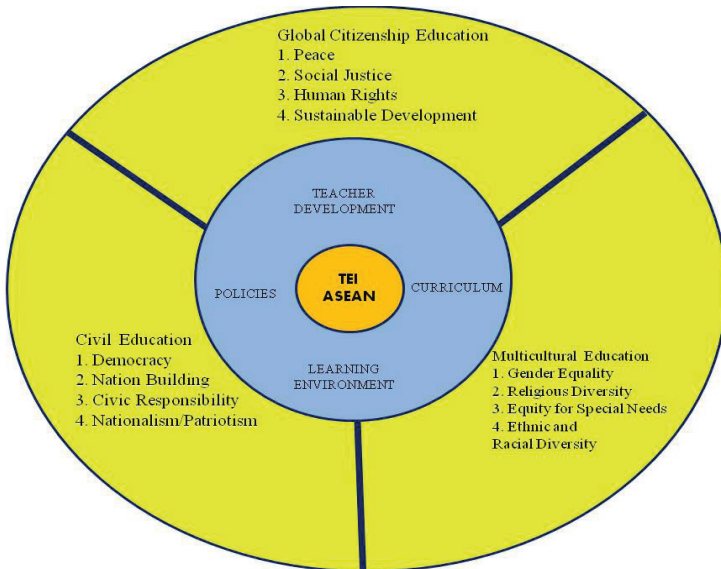 Global Citizenship Education
1. Peace
2. Social Justice
3. Human Rights
4. Sustainable Development
TEACHER
DEVELOPMENT
POLICIES
TEI
ASEAN
CURRICULUM
LEARNING
ENVIRONMENT
Civil Education
1. Democracy
2. Nation Building
3. Civic Responsibility
4. Nationalism/Patriotism
Multicultural Education
1. Gender Equality
2. Religious Diversity
3. Equity for Special Needs
4. Ethnic and
Racial Diversity